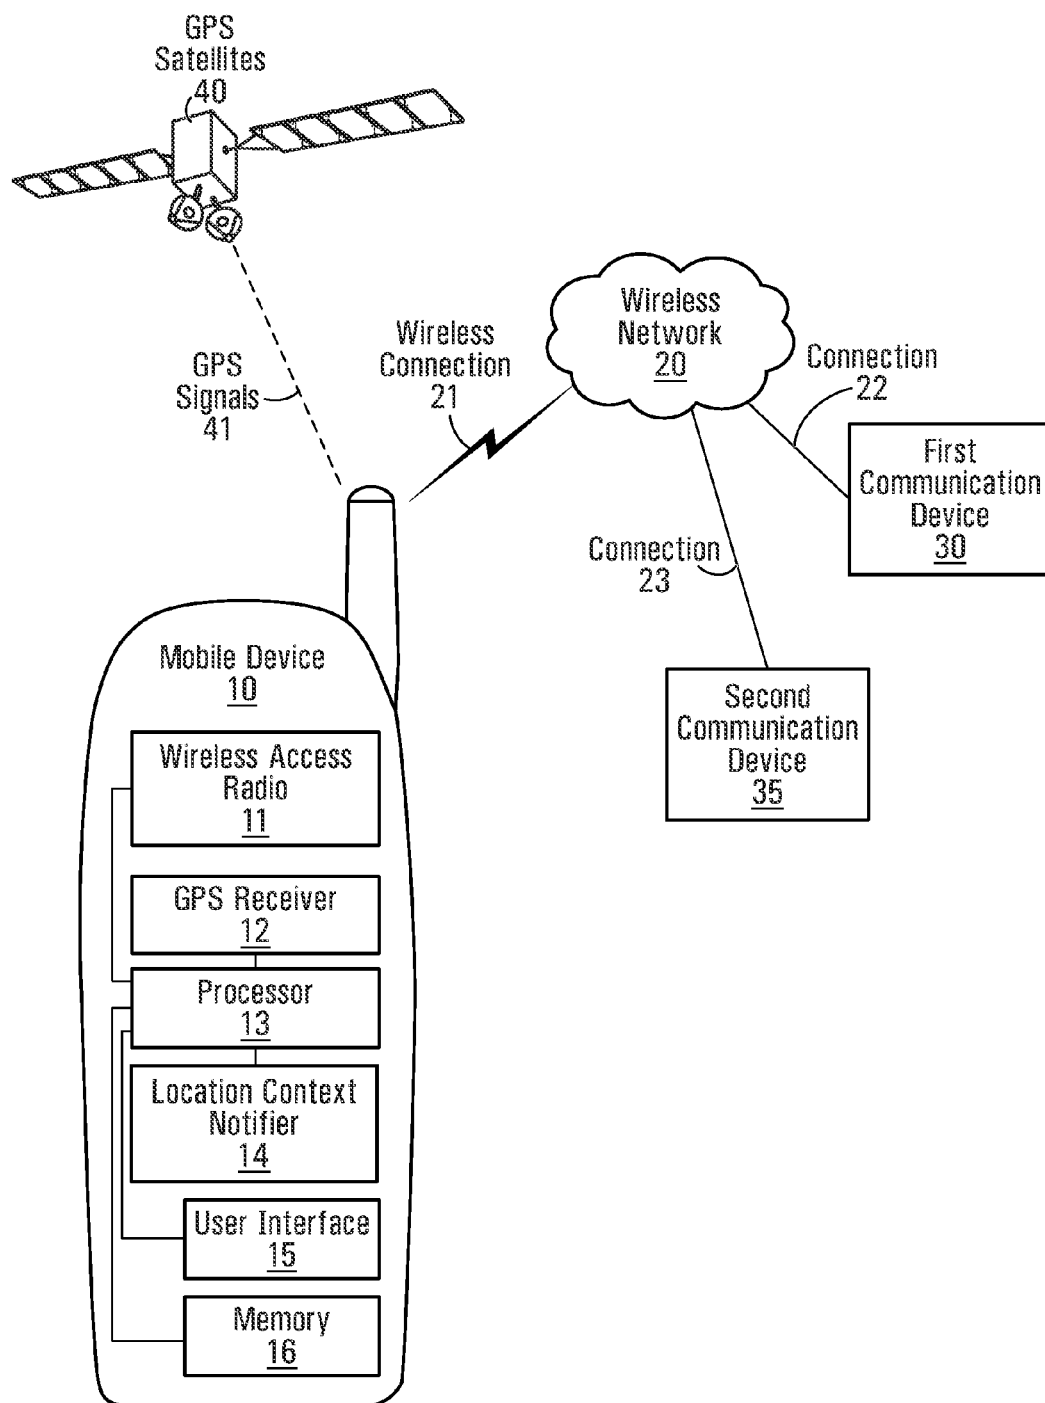 GPS
Satellites
40
GPS
Signals
41
Wireless
Connection
21
Wireless
Network
20
Connection
22
First
Communication
Device
30
Connection
23
Second
Communication
Device
35
Mobile Device
10
Wireless Access
Radio
11
GPS Receiver
12
Processor
13
Location Context
Notifier
14
User Interface
15
Memory
16